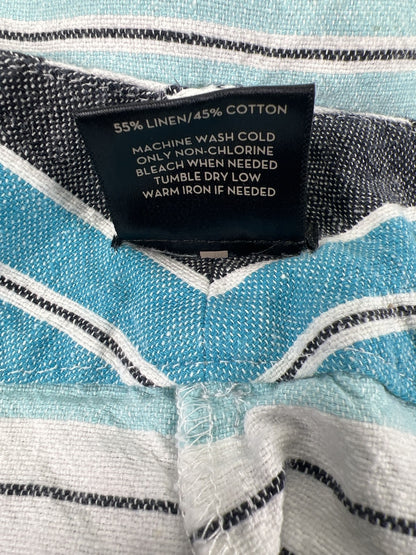 55% LINEN/45% COTTON
MACHINE WASH COLD
ONLY NON-CHLORINE
BLEACH WHEN NEEDED
TUMBLE DRY LOW
WARM IRON IF NEEDED